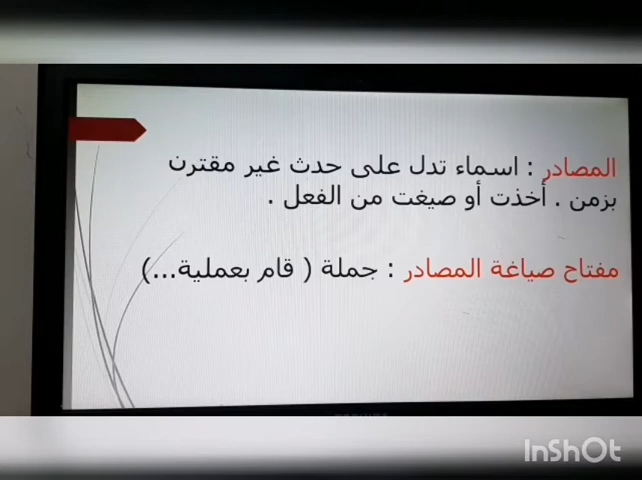 المصادر : اسماء تدل على حدث غير مقترن
بزمن . أخذت أو صيغت من الفعل .
مفتاح صياغة المصادر : جملة ( قام بعملية...)
InShOt